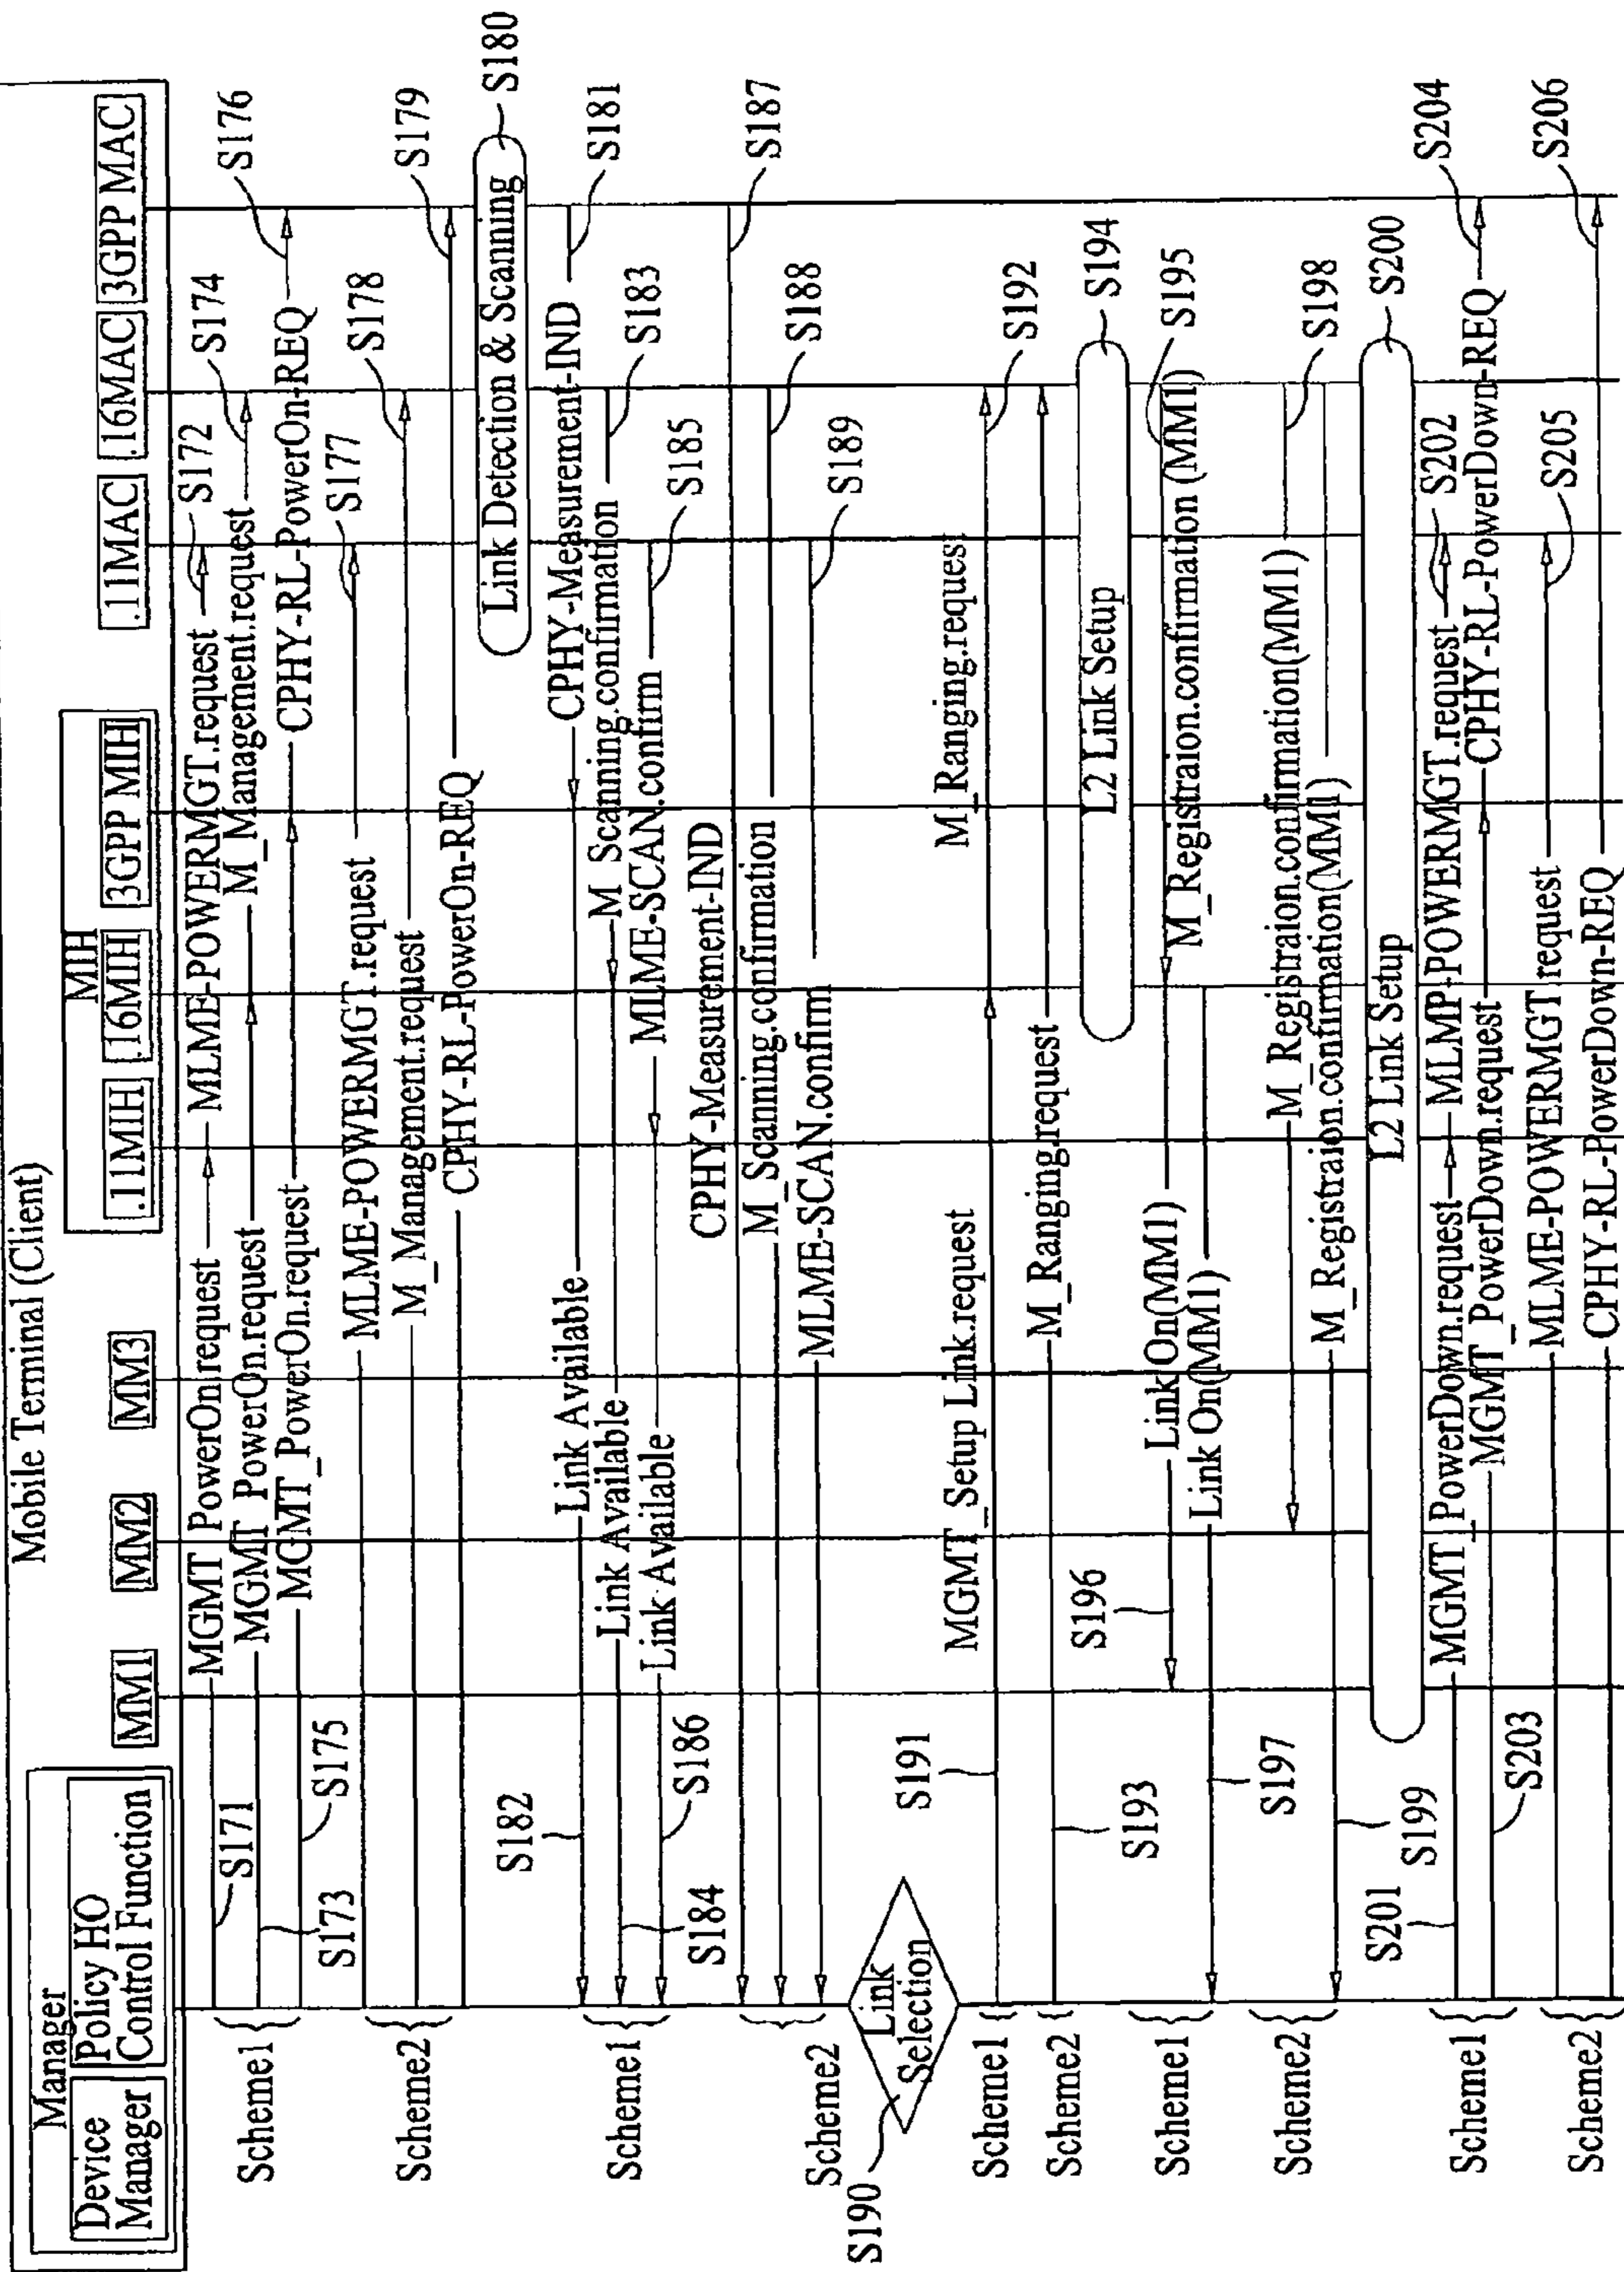 Mobile Terminal (Client)
Manager
Device Manager
Policy HO Control Function
MM1
MM2
MM3
MIH
.11MIH
.16MIH
3GPP MIH
.11MAC
.16MAC
3GPP MAC
Scheme1
MGMT_PowerOn.request
MLME-POWERMGT.request
S171
S172
MGMT_PowerOn.request
M_Management.request
S173
S174
MGMT_PowerOn.request
CPHY-RL-PowerOn-REQ
S175
S176
Scheme2
MLME-POWERMGT.request
S177
M_Management.request
S178
CPHY-RL-PowerOn-REQ
S179
Link Detection & Scanning
S180
Scheme1
Link Available
CPHY-Measurement-IND
S181
S182
Link Available
M_Scanning.confirmation
S183
S184
Link Available
MLME-SCAN.confirm
S185
S186
Scheme2
CPHY-Measurement-IND
S187
M_Scanning.confirmation
S188
MLME-SCAN.confirm
S189
Link Selection
S190
Scheme1
MGMT_Setup Link.request
M_Ranging.request
S191
S192
Scheme2
M_Ranging.request
S193
L2 Link Setup
S194
Scheme1
Link On(MM1)
M_Registraion.confirmation (MM1)
S195
S196
Link On(MM1)
S197
Scheme2
M_Registraion.confirmation(MM1)
S198
M_Registraion.confirmation(MM1)
S199
L2 Link Setup
S200
Scheme1
MGMT_PowerDown.request
MLMP-POWERMGT.request
S201
S202
MGMT_PowerDown.request
CPHY-RL-PowerDown-REQ
S203
S204
Scheme2
MLME-POWERMGT.request
S205
CPHY-RL-PowerDown-REQ
S206